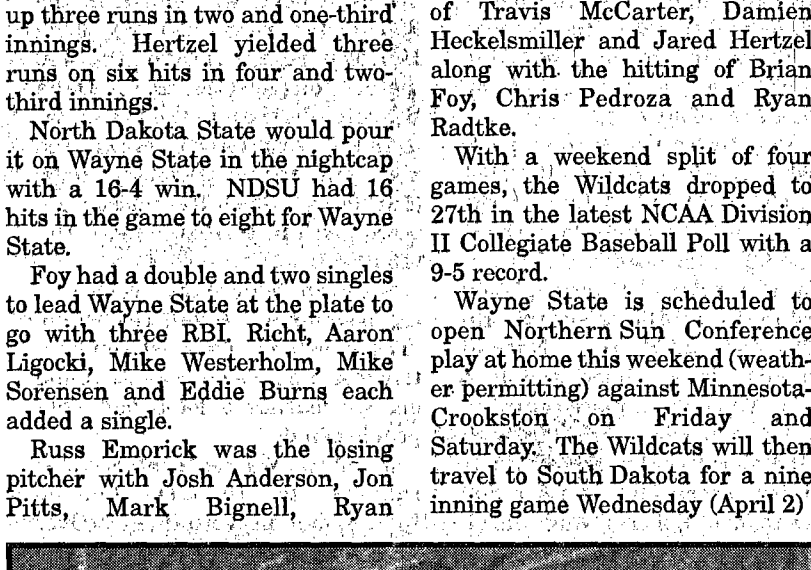 up three runs in two and one-third
innings. Hertzel yielded three
runs on six hits in four and two-
third innings.
North Dakota State would pour
it on Wayne State in the nightcap
with a 16-4 win. NDSU had 16
hits in the game to eight for Wayne
State.
Foy had a double and two singles
to lead Wayne State at the plate to
go with three RBI. Richt, Aaron
Ligocki, Mike Westerholm, Mike
Sorensen and Eddie Burns each
added a single.
Russ Emorick was the losing
pitcher with Josh Anderson, Jon
Pitts, Mark Bignell, Ryan
of Travis McCarter, Damien
Heckelsmiller and Jared Hertzel
along with the hitting of Brian
Foy, Chris Pedroza and Ryan
Radtke.
With a weekend split of four
games, the Wildcats dropped to
27th in the latest NCAA Division
II Collegiate Baseball Poll with a
9-5 record.
Wayne State is scheduled to
open Northern Sun Conference
play at home this weekend (weath-
er permitting) against Minnesota-
Crookston on Friday and
Saturday. The Wildcats will then
travel to South Dakota for a nine
inning game Wednesday (April 2)